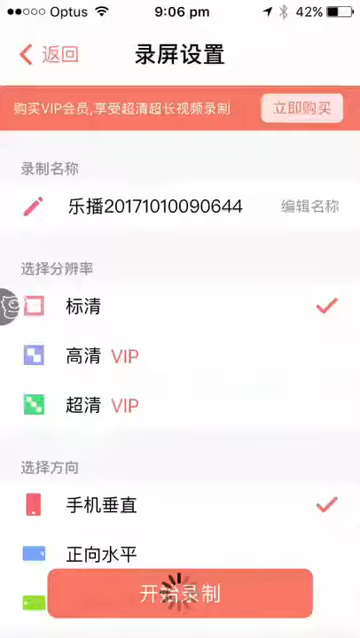 Optus 9:06 pm 42%
返回 录屏设置
购买VIP会员,享受超清超长视频录制 立即购买
录制名称
乐播20171010090644 编辑名称
选择分辨率
标清
高清 VIP
超清 VIP
选择方向
手机垂直
正向水平
开始录制